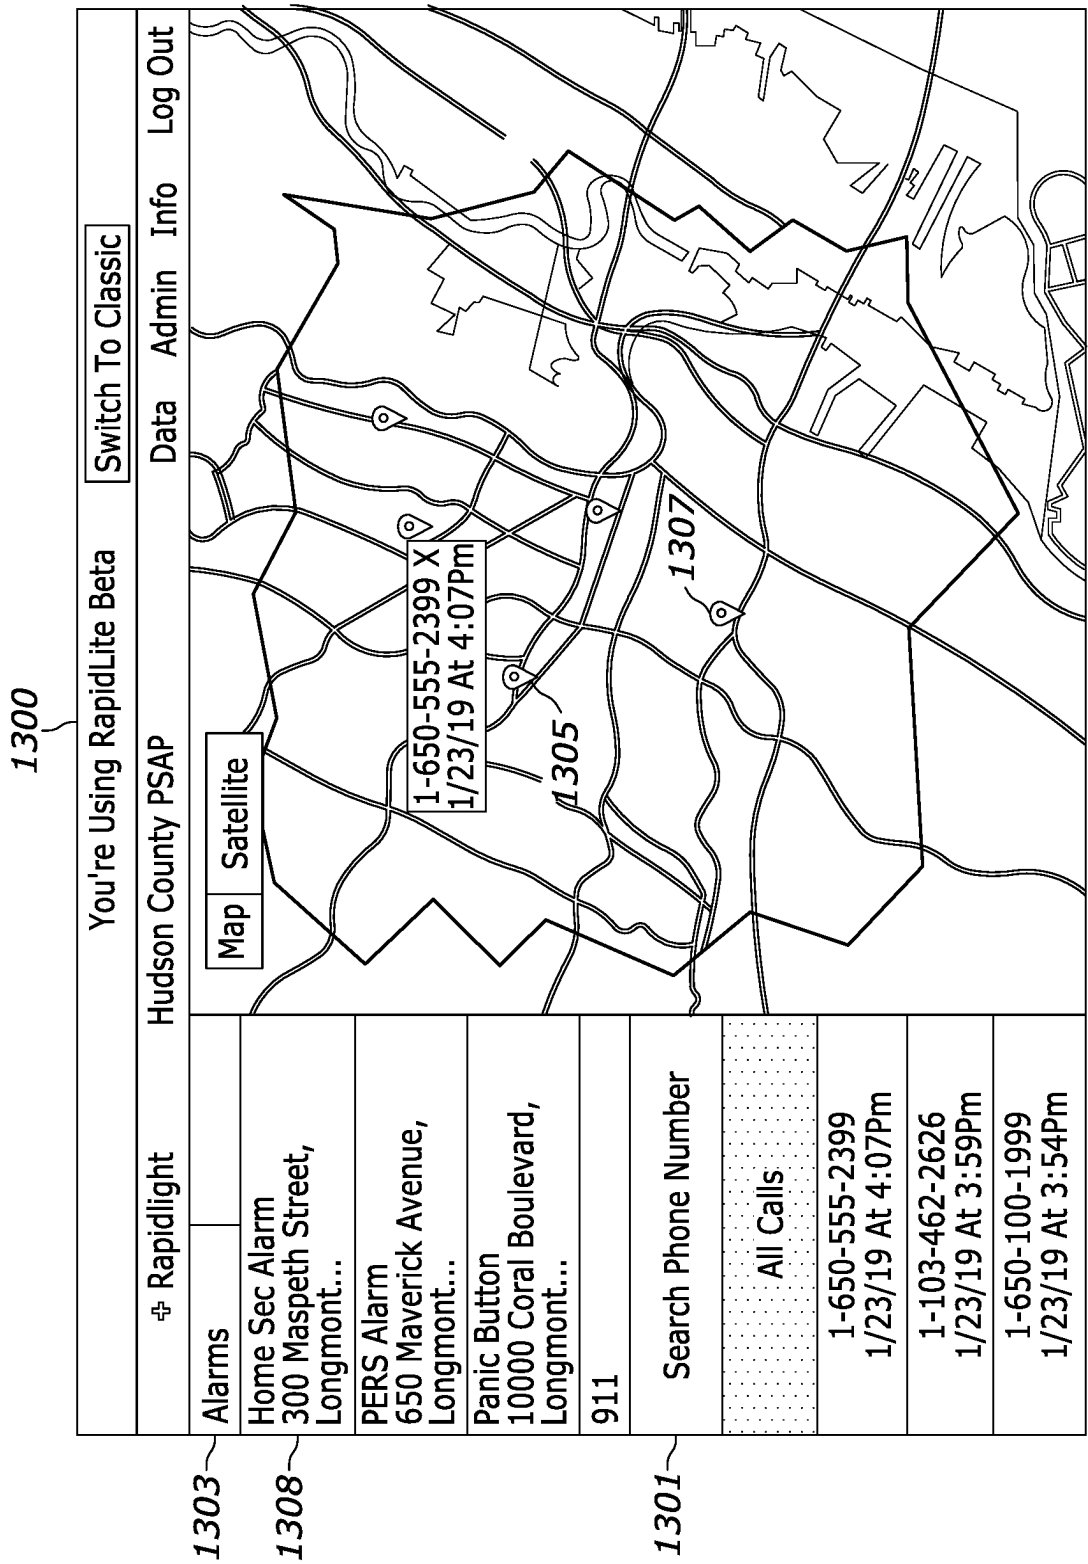 1300
You're Using RapidLite Beta
Switch To Classic
Rapidlight
Hudson County PSAP
Data
Admin
Info
Log Out
1303
Alarms
1308
Home Sec Alarm
300 Maspeth Street,
Longmont...
PERS Alarm
650 Maverick Avenue,
Longmont...
Panic Button
10000 Coral Boulevard,
Longmont...
911
1301
Search Phone Number
All Calls
1-650-555-2399
1/23/19 At 4:07Pm
1-103-462-2626
1/23/19 At 3:59Pm
1-650-100-1999
1/23/19 At 3:54Pm
Map
Satellite
1-650-555-2399 X
1/23/19 At 4:07Pm
1305
1307